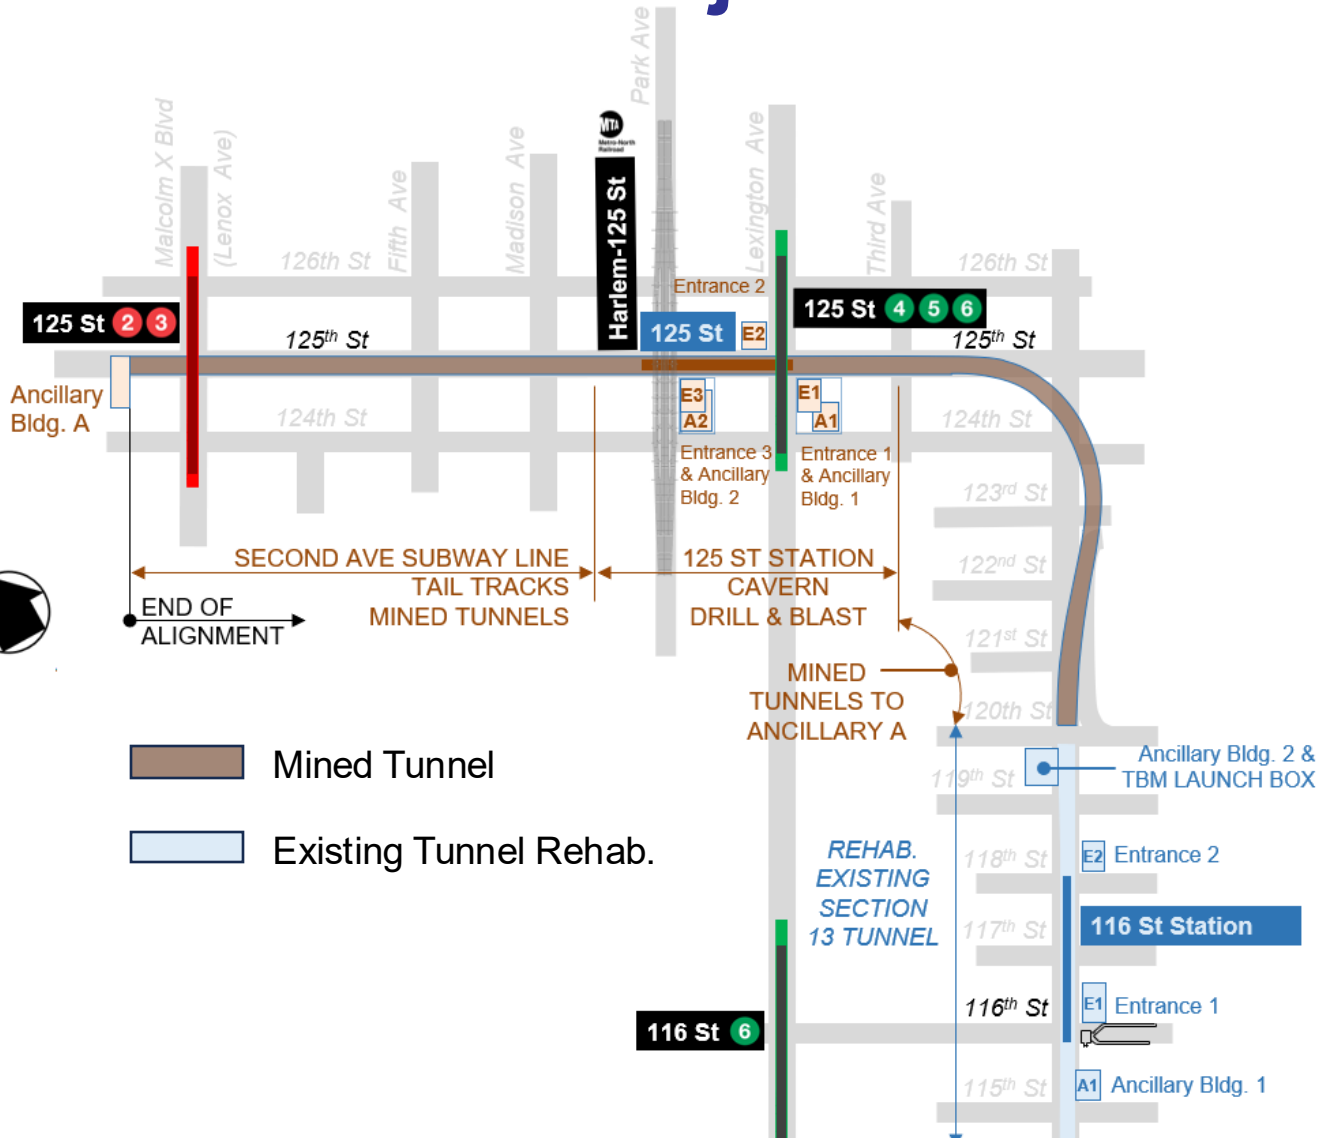 Park Ave
MTA
Metro-North
Railroad
Harlem-125 St
Malcolm X Blvd
(Lenox Ave)
Fifth Ave
Madison Ave
Lexington Ave
Third Ave
126th St
126th St
Entrance 2
125 St 2 3
125th St
125 St
E2
125 St 4 5 6
125th St
Ancillary
Bldg. A
124th St
E3
A2
E1
A1
124th St
Entrance 3
& Ancillary
Bldg. 2
Entrance 1
& Ancillary
Bldg. 1
123rd St
SECOND AVE SUBWAY LINE
TAIL TRACKS
MINED TUNNELS
125 ST STATION
CAVERN
DRILL & BLAST
122nd St
END OF
ALIGNMENT
121st St
MINED
TUNNELS TO
ANCILLARY A
120th St
Mined Tunnel
Existing Tunnel Rehab.
119th St
Ancillary Bldg. 2 &
TBM LAUNCH BOX
REHAB.
EXISTING
SECTION
13 TUNNEL
118th St
E2 Entrance 2
117th St
116 St Station
116th St
E1 Entrance 1
116 St 6
115th St
A1 Ancillary Bldg. 1